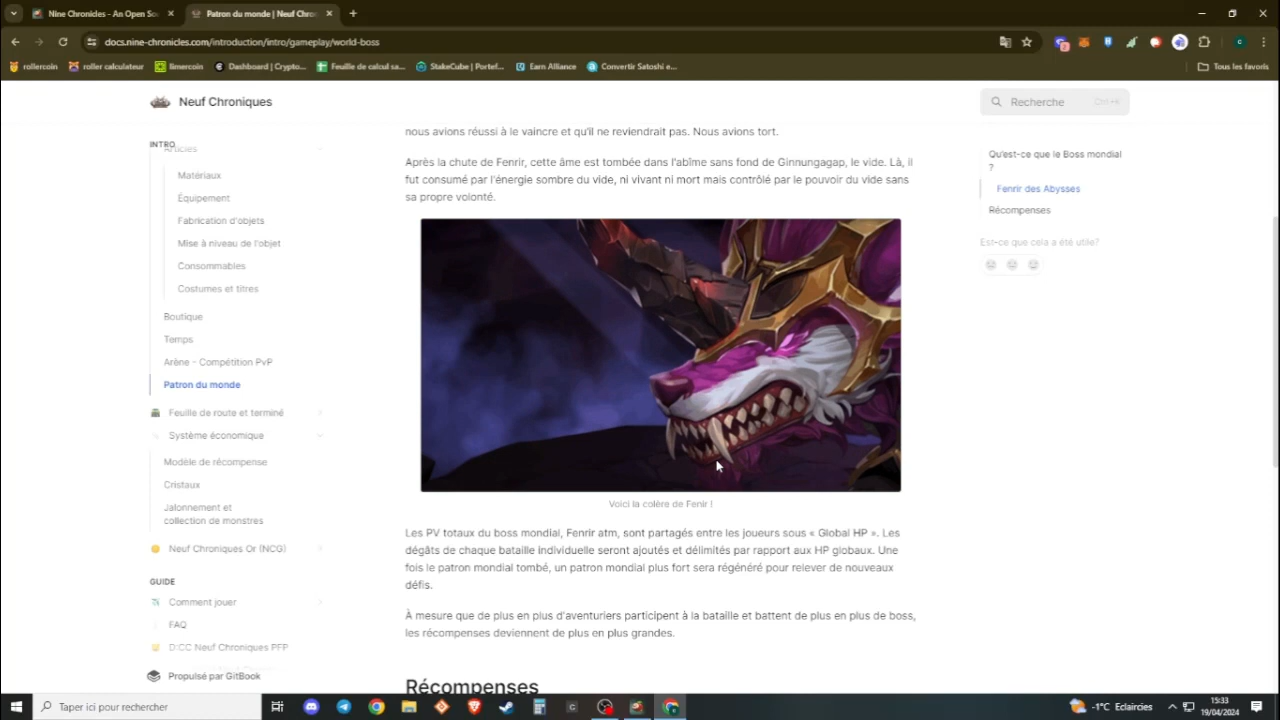 Nine Chronicles - An Open So
Patron du monde | Neuf Chro
docs.nine-chronicles.com/introduction/intro/gameplay/world-boss
rollercoin
roller calculateur
limercoin
Dashboard | Crypto...
Feuille de calcul sa...
StakeCube | Portef...
Earn Alliance
Convertir Satoshi e...
Tous les favoris
Neuf Chroniques
Recherche
Ctrl+K
INTRO
Articles
Matériaux
Équipement
Fabrication d'objets
Mise à niveau de l'objet
Consommables
Costumes et titres
Boutique
Temps
Arène - Compétition PvP
Patron du monde
Feuille de route et terminé
Système économique
Modèle de récompense
Cristaux
Jalonnement et
collection de monstres
Neuf Chroniques Or (NCG)
GUIDE
Comment jouer
FAQ
D:CC Neuf Chroniques PFP
Propulsé par GitBook
nous avions réussi à le vaincre et qu'il ne reviendrait pas. Nous avions tort.
Après la chute de Fenrir, cette âme est tombée dans l'abîme sans fond de Ginnungagap, le vide. Là, il
fut consumé par l'énergie sombre du vide, ni vivant ni mort mais contrôlé par le pouvoir du vide sans
sa propre volonté.
Voici la colère de Fenir !
Les PV totaux du boss mondial, Fenrir atm, sont partagés entre les joueurs sous « Global HP ». Les
dégâts de chaque bataille individuelle seront ajoutés et délimités par rapport aux HP globaux. Une
fois le patron mondial tombé, un patron mondial plus fort sera régénéré pour relever de nouveaux
défis.
À mesure que de plus en plus d'aventuriers participent à la bataille et battent de plus en plus de boss,
les récompenses deviennent de plus en plus grandes.
Récompenses
Qu'est-ce que le Boss mondial
?
Fenrir des Abysses
Récompenses
Est-ce que cela a été utile?
Taper ici pour rechercher
-1°C Eclaircies
15:33
19/04/2024